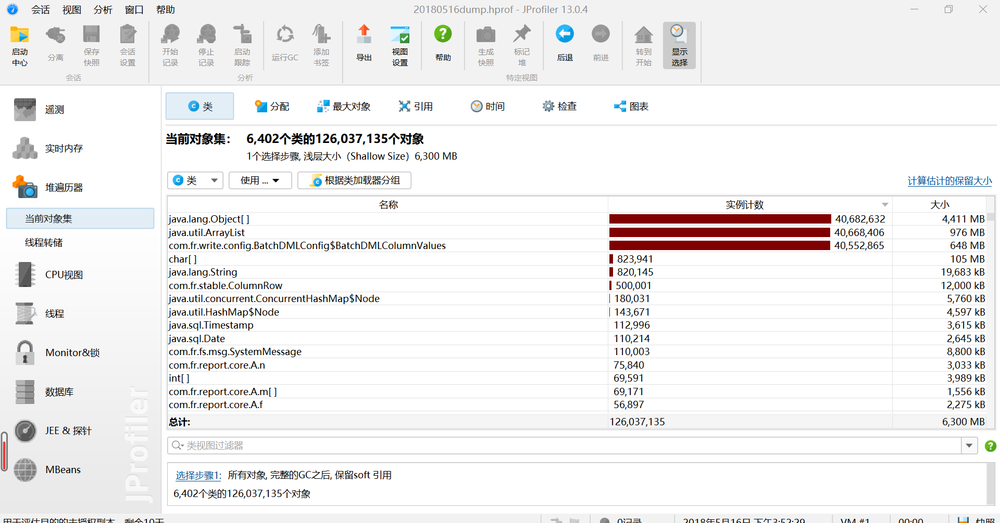 会话 视图 分析 窗口 帮助
20180516dump.hprof - JProfiler 13.0.4
启动中心 分离 保存快照 会话设置 开始记录 停止记录 启动跟踪 运行GC 添加书签 导出 视图设置 帮助 生成快照 标记堆 后退 前进 转到开始 显示选择
会话 分析 特定视图
遥测
实时内存
堆遍历器
当前对象集
线程转储
CPU视图
线程
Monitor&锁
数据库
JEE & 探针
MBeans
JProfiler
类 分配 最大对象 引用 时间 检查 图表
当前对象集: 6,402个类的126,037,135个对象
1个选择步骤, 浅层大小（Shallow Size）6,300 MB
类 使用 ... 根据类加载器分组 计算估计的保留大小
名称 实例计数 大小
java.lang.Object[ ] 40,682,632 4,411 MB
java.util.ArrayList 40,668,406 976 MB
com.fr.write.config.BatchDMLConfig$BatchDMLColumnValues 40,552,865 648 MB
char[ ] 823,941 105 MB
java.lang.String 820,145 19,683 kB
com.fr.stable.ColumnRow 500,001 12,000 kB
java.util.concurrent.ConcurrentHashMap$Node 180,031 5,760 kB
java.util.HashMap$Node 143,671 4,597 kB
java.sql.Timestamp 112,996 3,615 kB
java.sql.Date 110,214 2,645 kB
com.fr.fs.msg.SystemMessage 110,003 8,800 kB
com.fr.report.core.A.n 75,840 3,033 kB
int[ ] 69,591 3,989 kB
com.fr.report.core.A.m[ ] 69,171 1,556 kB
com.fr.report.core.A.f 56,897 2,275 kB
总计: 126,037,135 6,300 MB
类视图过滤器
选择步骤1: 所有对象, 完整的GC之后, 保留soft 引用
6,402个类的126,037,135个对象
用于评估目的的未授权副本，剩余10天 0记录 2018年5月16日 下午3:52:29 VM #1 00:00 快照